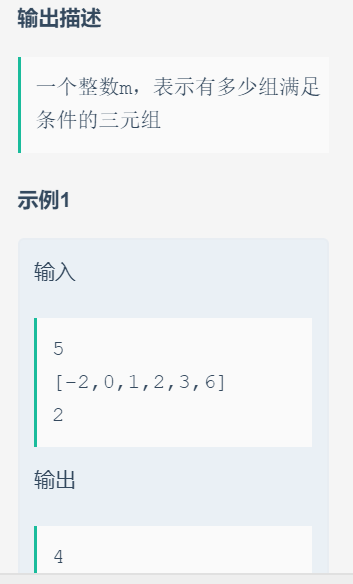 输出描述
一个整数m，表示有多少组满足
条件的三元组
示例1
输入
5
[-2,0,1,2,3,6]
2
输出
4